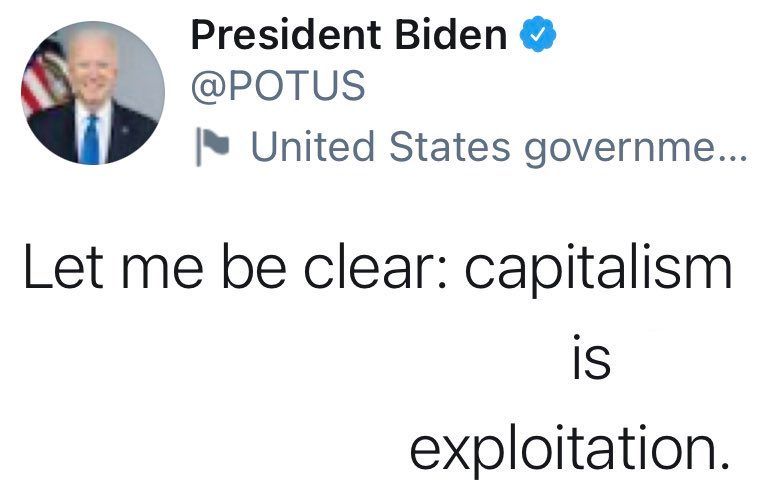 President Biden
@POTUS
United States governme...
Let me be clear: capitalism
is
exploitation.